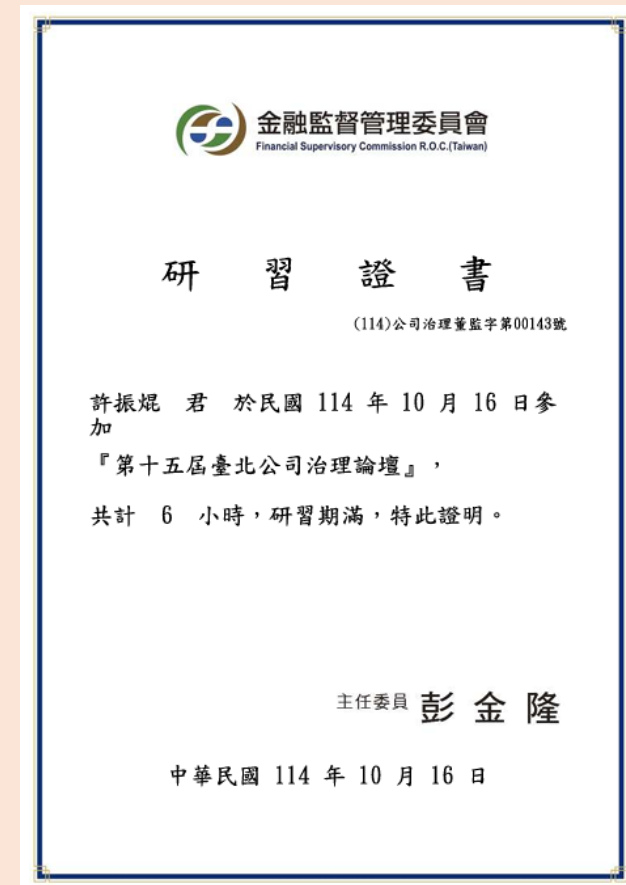 金融監督管理委員會
Financial Supervisory Commission R.O.C.(Taiwan)
研 習 證 書
(114)公司治理董監字第00143號
許振焜 君 於民國 114 年 10 月 16 日參
加
『第十五屆臺北公司治理論壇』,
共計 6 小時,研習期滿,特此證明。
主任委員 彭金隆
中華民國 114 年 10 月 16 日